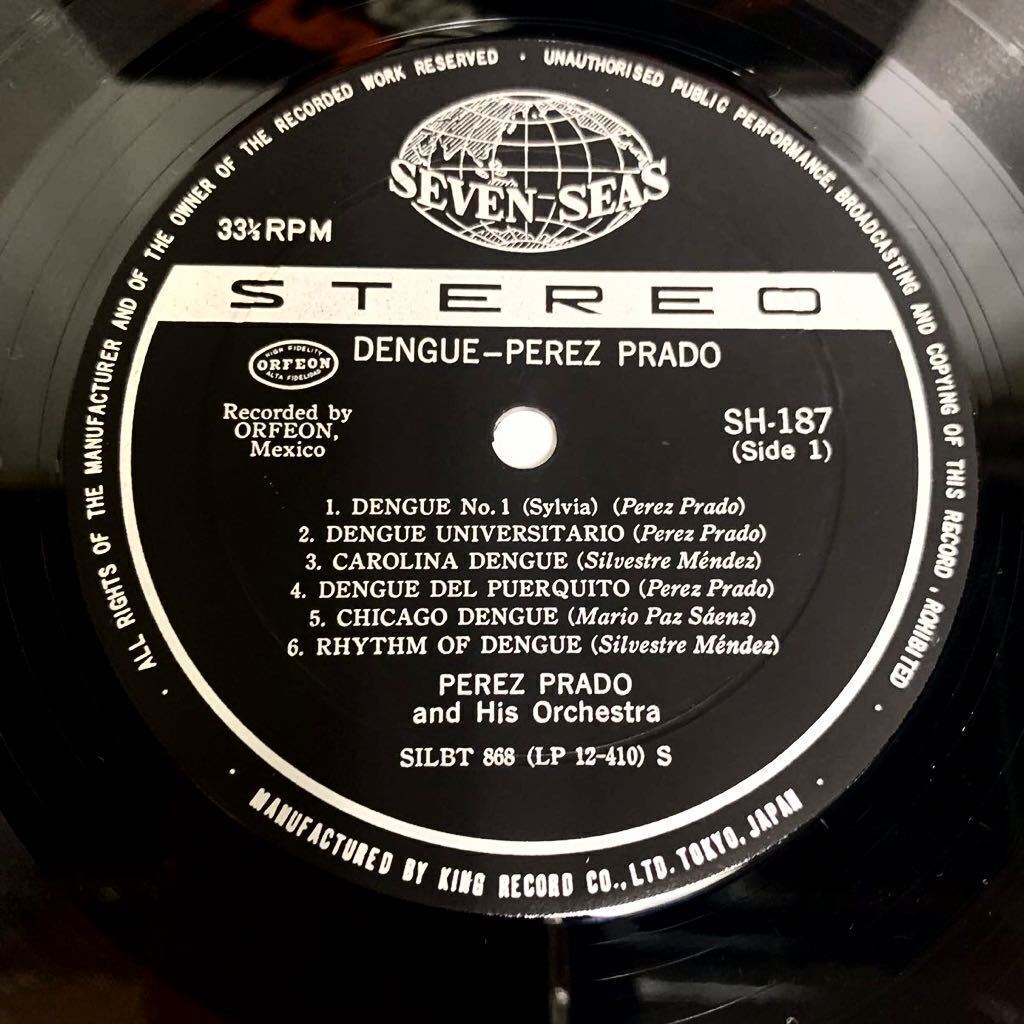 ALL RIGHTS OF THE MANUFACTURER AND OF THE OWNER OF THE RECORDED WORK RESERVED · UNAUTHORISED PUBLIC PERFORMANCE, BROADCASTING AND COPYING OF THIS RECORD, ROHIBITED
SEVEN SEAS
33⅓RPM
STEREO
HIGH FIDELITY
ORFEON
ALTA FIDELIDAD
DENGUE-PEREZ PRADO
Recorded by
ORFEON,
Mexico
SH-187
(Side 1)
1. DENGUE No. 1 (Sylvia) (Perez Prado)
2. DENGUE UNIVERSITARIO (Perez Prado)
3. CAROLINA DENGUE (Silvestre Méndez)
4. DENGUE DEL PUERQUITO (Perez Prado)
5. CHICAGO DENGUE (Mario Paz Sáenz)
6. RHYTHM OF DENGUE (Silvestre Méndez)
PEREZ PRADO
and His Orchestra
SILBT 868 (LP 12-410) S
MANUFACTURED BY KING RECORD CO., LTD. TOKYO, JAPAN